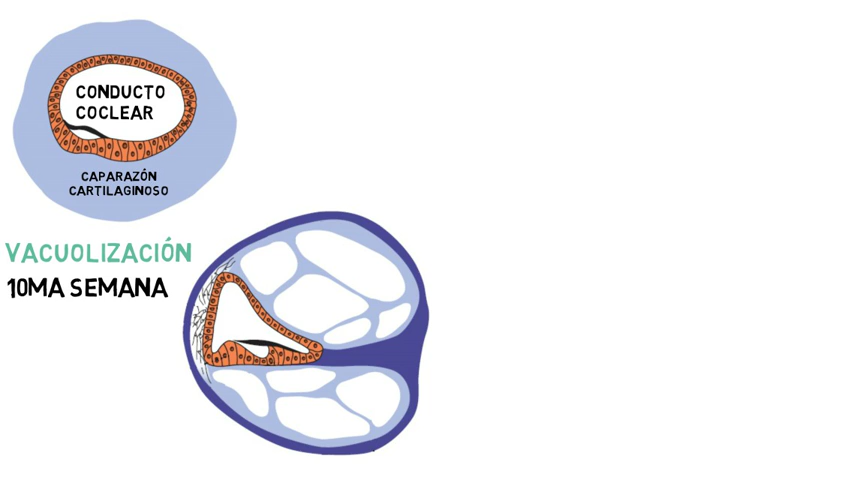 CONDUCTO
COCLEAR
CAPARAZÓN
CARTILAGINOSO
VACUOLIZACIÓN
10MA SEMANA